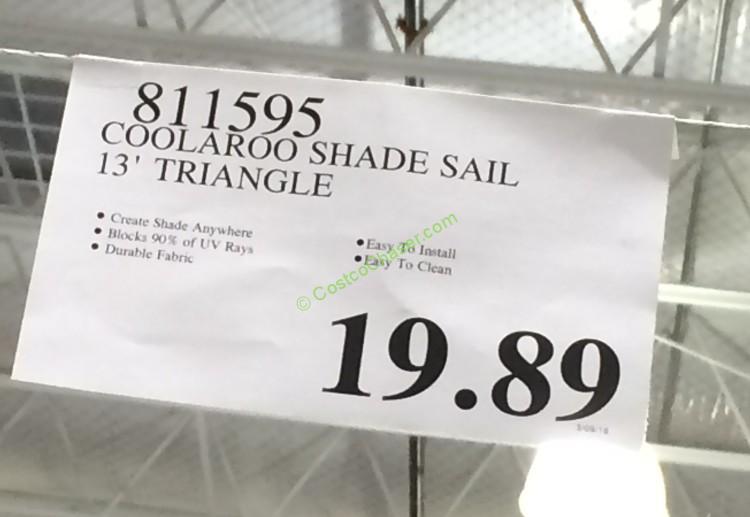 811595
COOLAROO SHADE SAIL
13' TRIANGLE
• Create Shade Anywhere
• Blocks 90% of UV Rays
• Durable Fabric
• Easy To Install
• Easy To Clean
© CostcoChaser.com
19.89